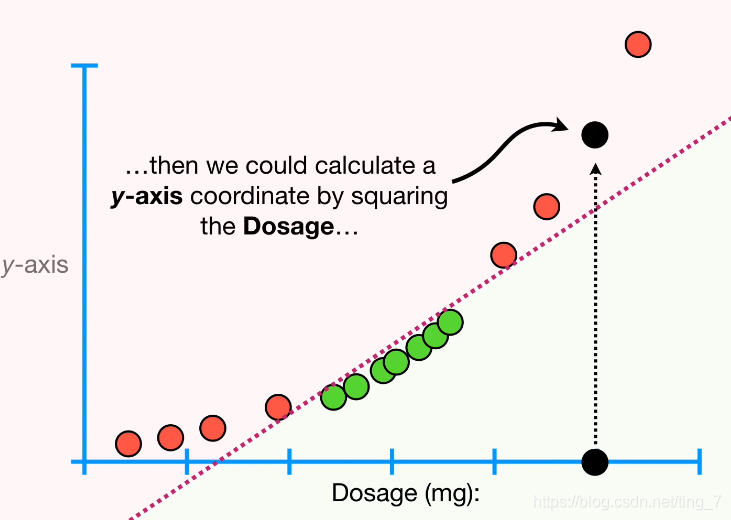 …then we could calculate a
y-axis coordinate by squaring
the Dosage…
y-axis
Dosage (mg):
https://blog.csdn.net/ting_7